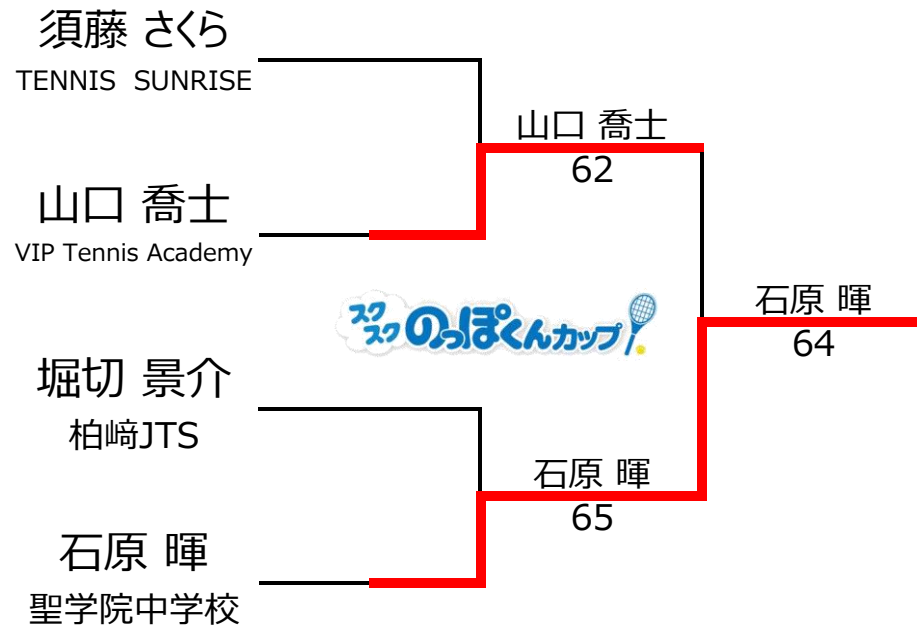 須藤 さくら
TENNIS SUNRISE
山口 喬士
62
山口 喬士
VIP Tennis Academy
スクスクのっぽくんカップ
石原 暉
64
堀切 景介
柏﨑JTS
石原 暉
65
石原 暉
聖学院中学校